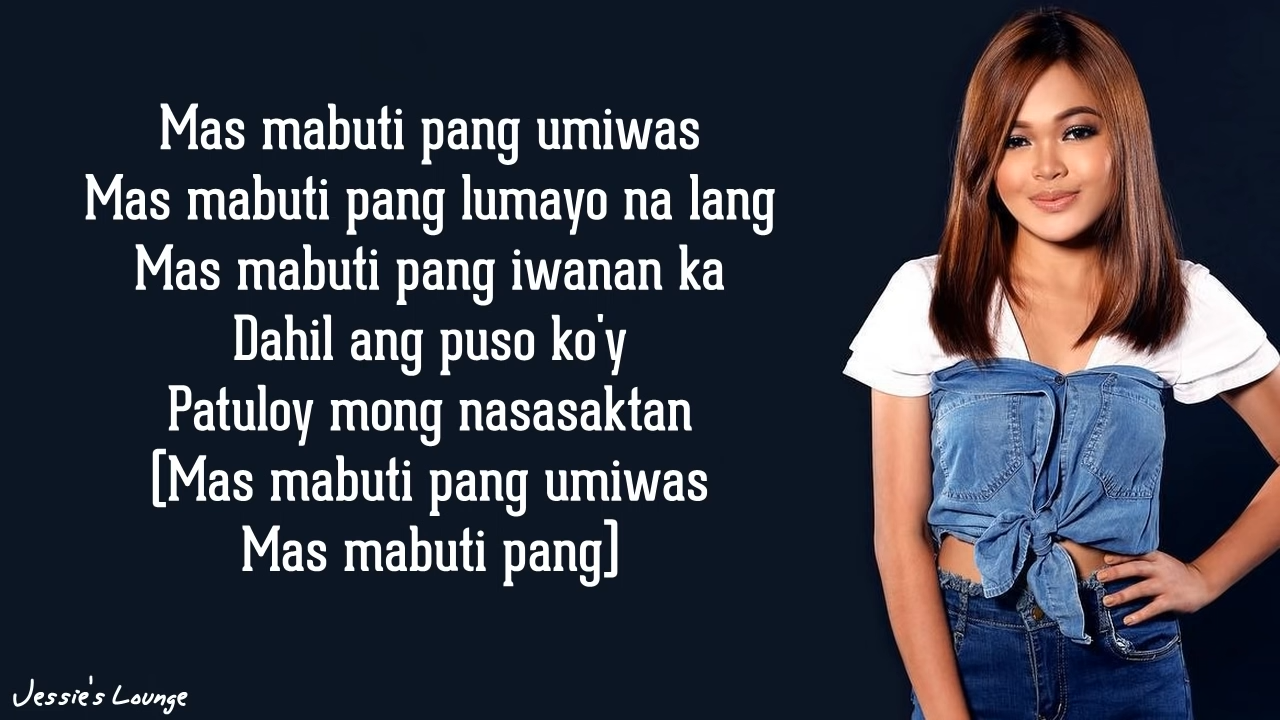 Mas mabuti pang umiwas
Mas mabuti pang lumayo na lang
Mas mabuti pang iwanan ka
Dahil ang puso ko'y
Patuloy mong nasasaktan
[Mas mabuti pang umiwas
Mas mabuti pang]
Jessie's Lounge